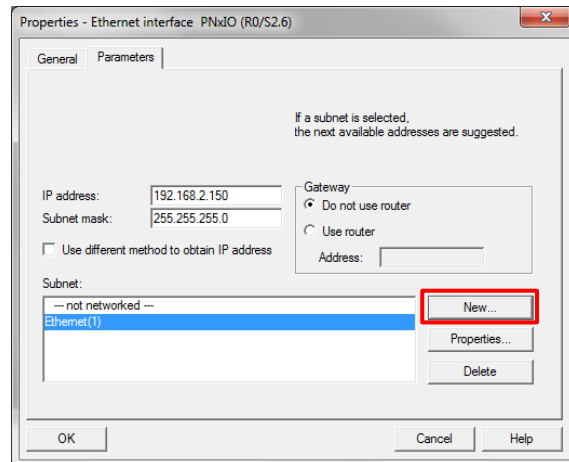 Properties - Ethernet interface PNxIO (R0/S2.6)
General Parameters
If a subnet is selected,
the next available addresses are suggested.
IP address: 192.168.2.150
Subnet mask: 255.255.255.0
Use different method to obtain IP address
Gateway
Do not use router
Use router
Address:
Subnet:
--- not networked ---
Ethernet(1)
New...
Properties...
Delete
OK Cancel Help